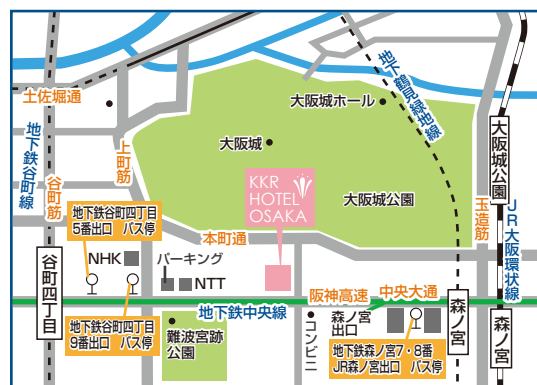 土佐堀通
大阪城ホール
地下鉄鶴見緑地線
大阪城
上町筋
地下鉄谷町線
谷町筋
KKR
HOTEL
OSAKA
大阪城公園
大阪城公園
玉造筋
JR大阪環状線
地下鉄谷町四丁目
5番出口 バス停
本町通
谷町四丁目
NHK
パーキング
NTT
阪神高速
中央大通
地下鉄中央線
森ノ宮
出口
コンビニ
森ノ宮
森ノ宮
地下鉄谷町四丁目
9番出口 バス停
難波宮跡
公園
地下鉄森ノ宮7・8番
JR森ノ宮出口 バス停